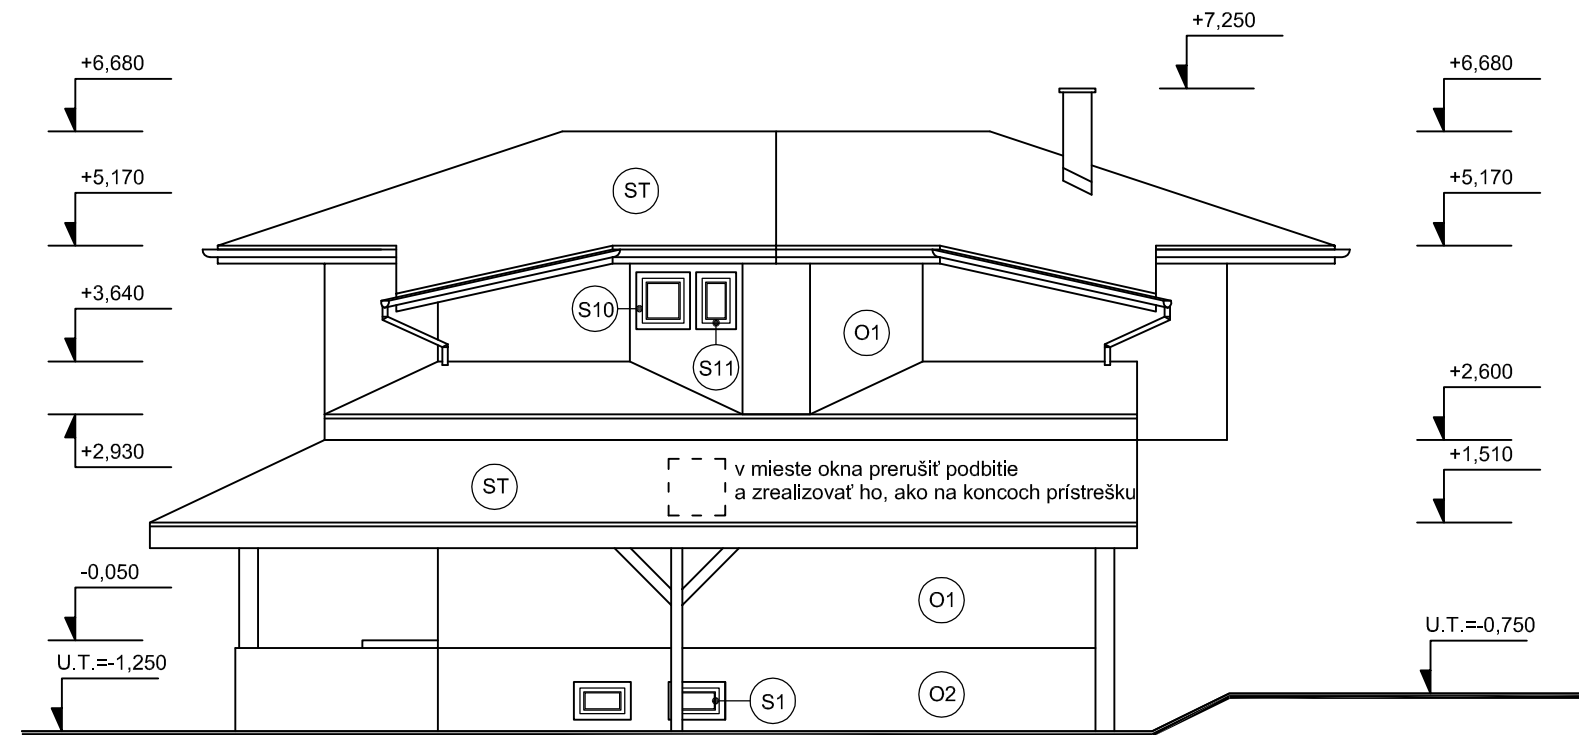 +7,250
+6,680
+6,680
+5,170
+5,170
ST
+3,640
S10
O1
S11
+2,600
+2,930
+1,510
v mieste okna prerušiť podbitie
a zrealizovať ho, ako na koncoch prístrešku
ST
-0,050
O1
U.T.=-0,750
U.T.=-1,250
S1
O2